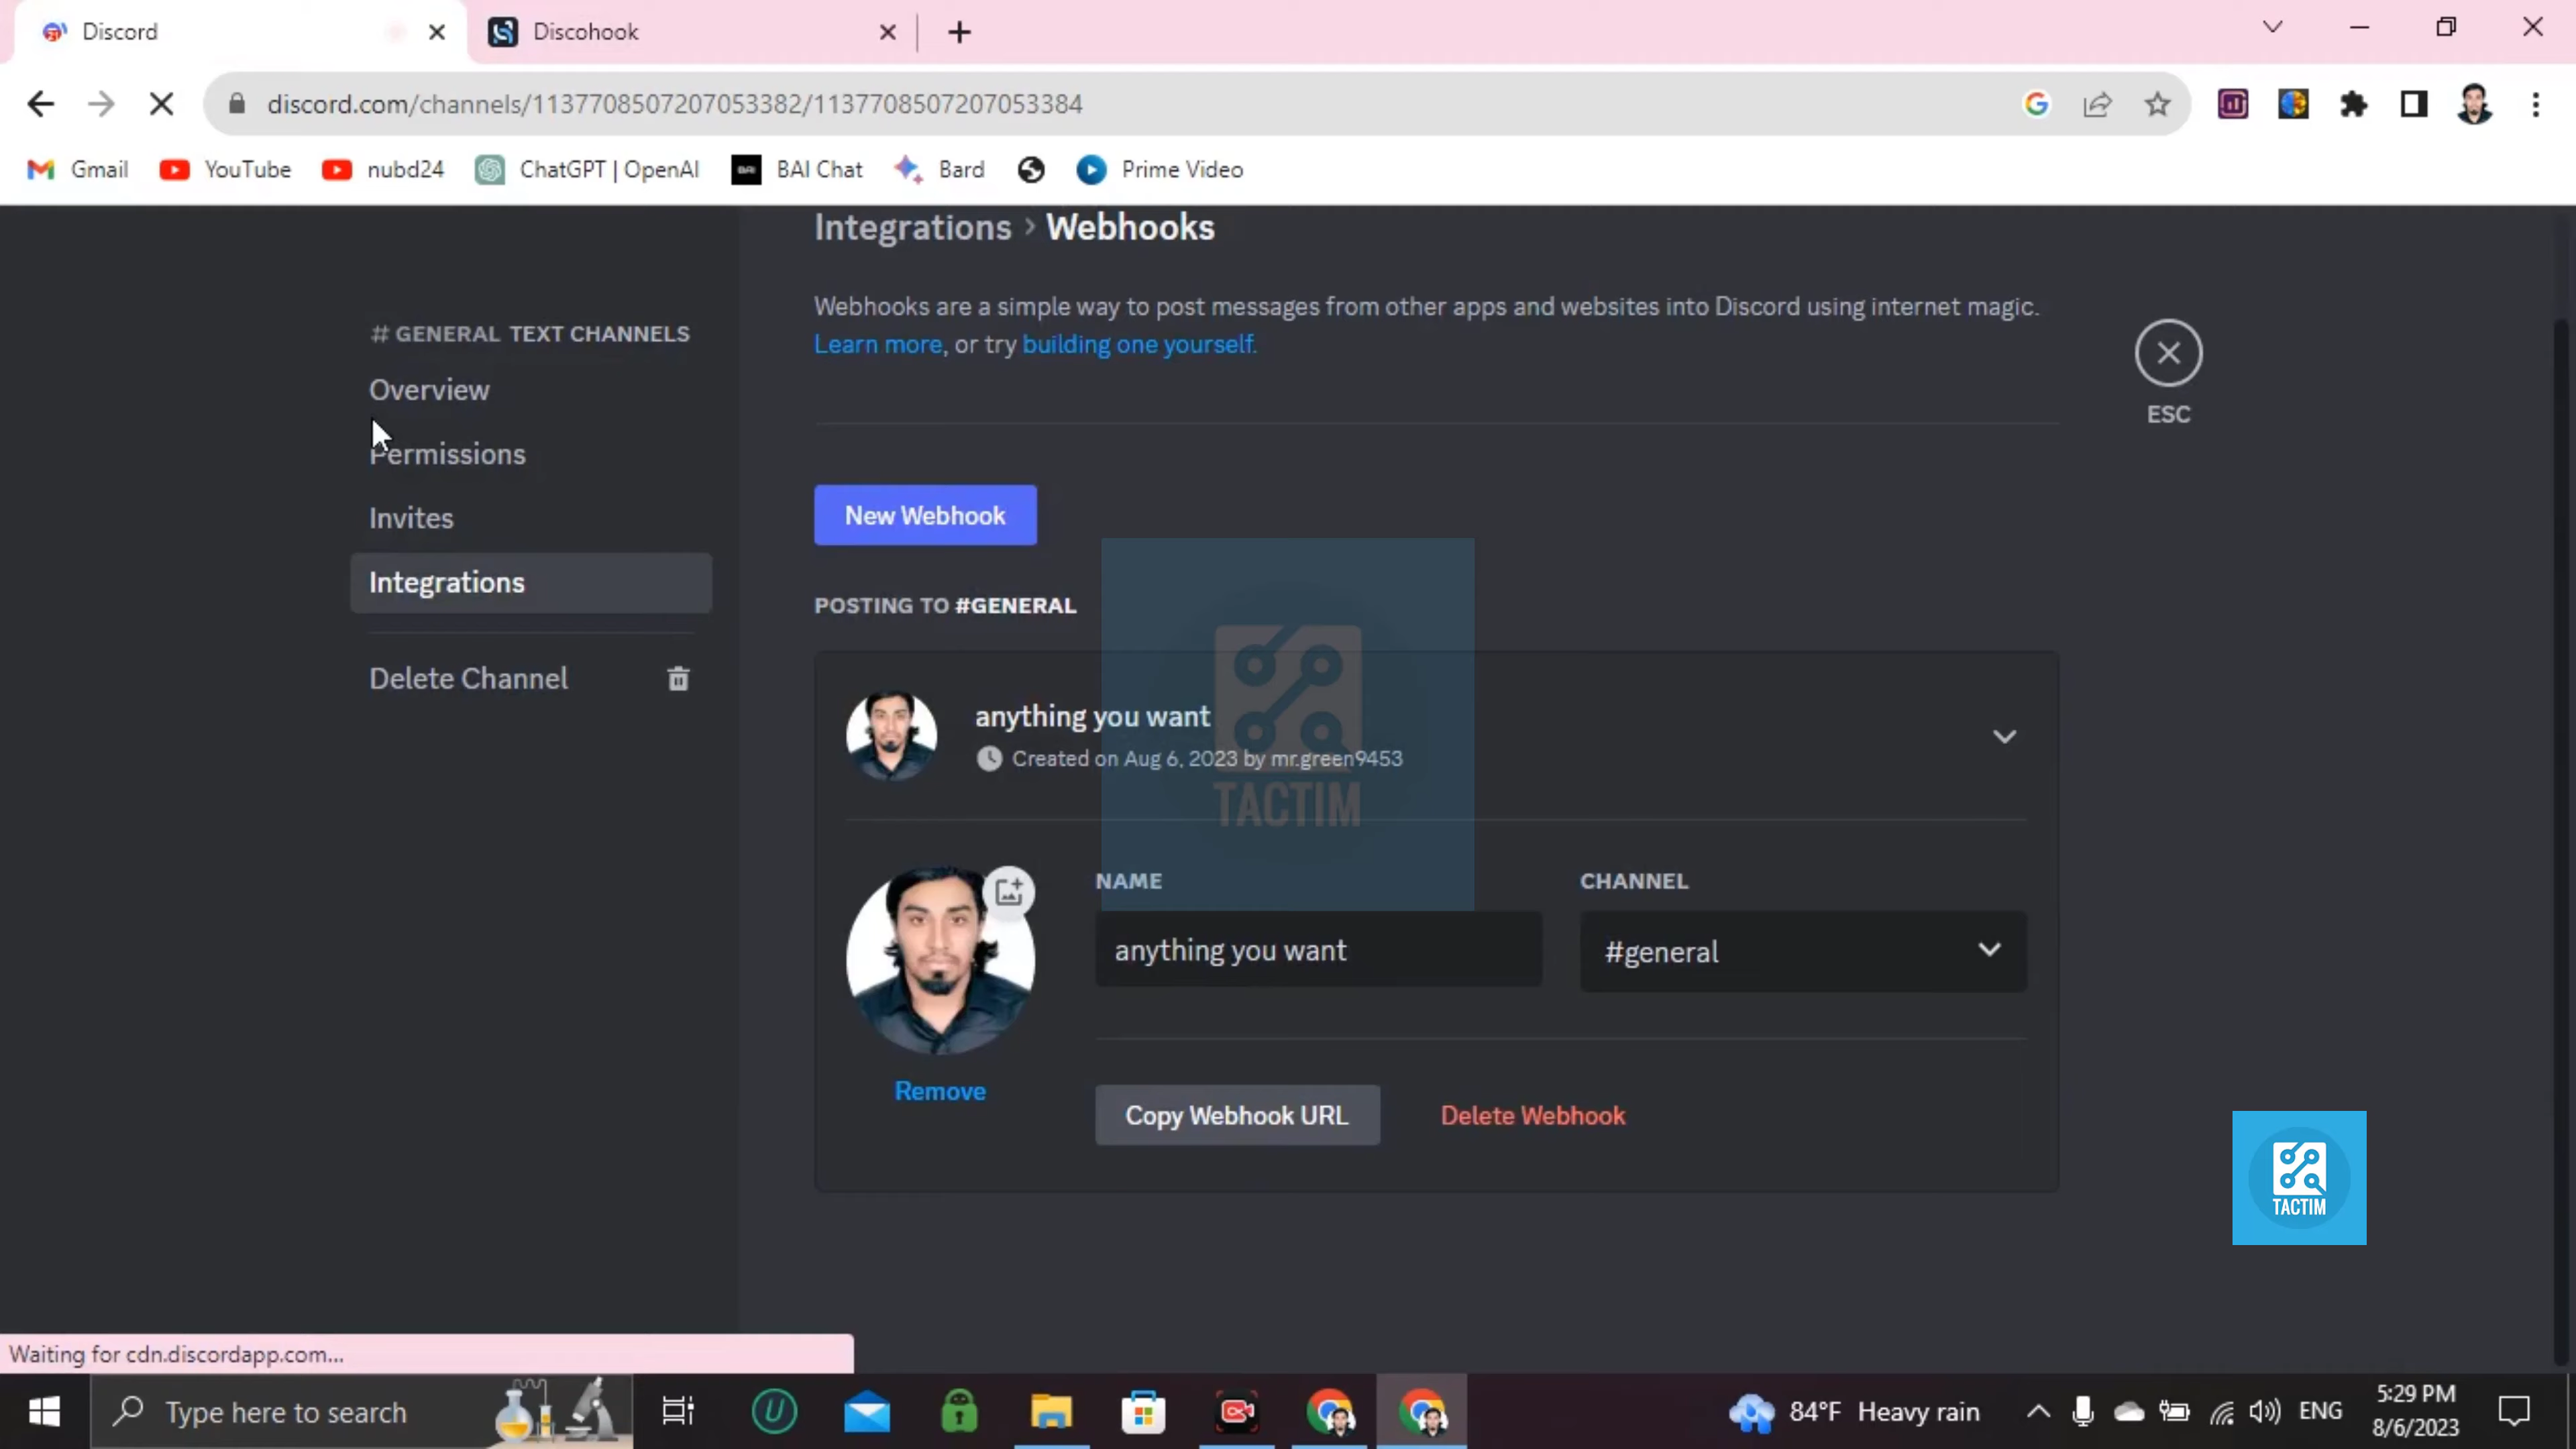 Discord
Discohook
discord.com/channels/1137708507207053382/1137708507207053384
Gmail
YouTube
nubd24
ChatGPT | OpenAI
BAI Chat
Bard
Prime Video
Integrations > Webhooks
Webhooks are a simple way to post messages from other apps and websites into Discord using internet magic.
Learn more, or try building one yourself.
ESC
# GENERAL TEXT CHANNELS
Overview
Permissions
Invites
Integrations
Delete Channel
New Webhook
POSTING TO #GENERAL
anything you want
Created on Aug 6, 2023 by mr.green9453
TACTIM
NAME
CHANNEL
anything you want
#general
Remove
Copy Webhook URL
Delete Webhook
TACTIM
Waiting for cdn.discordapp.com...
Type here to search
84°F Heavy rain
ENG
5:29 PM
8/6/2023